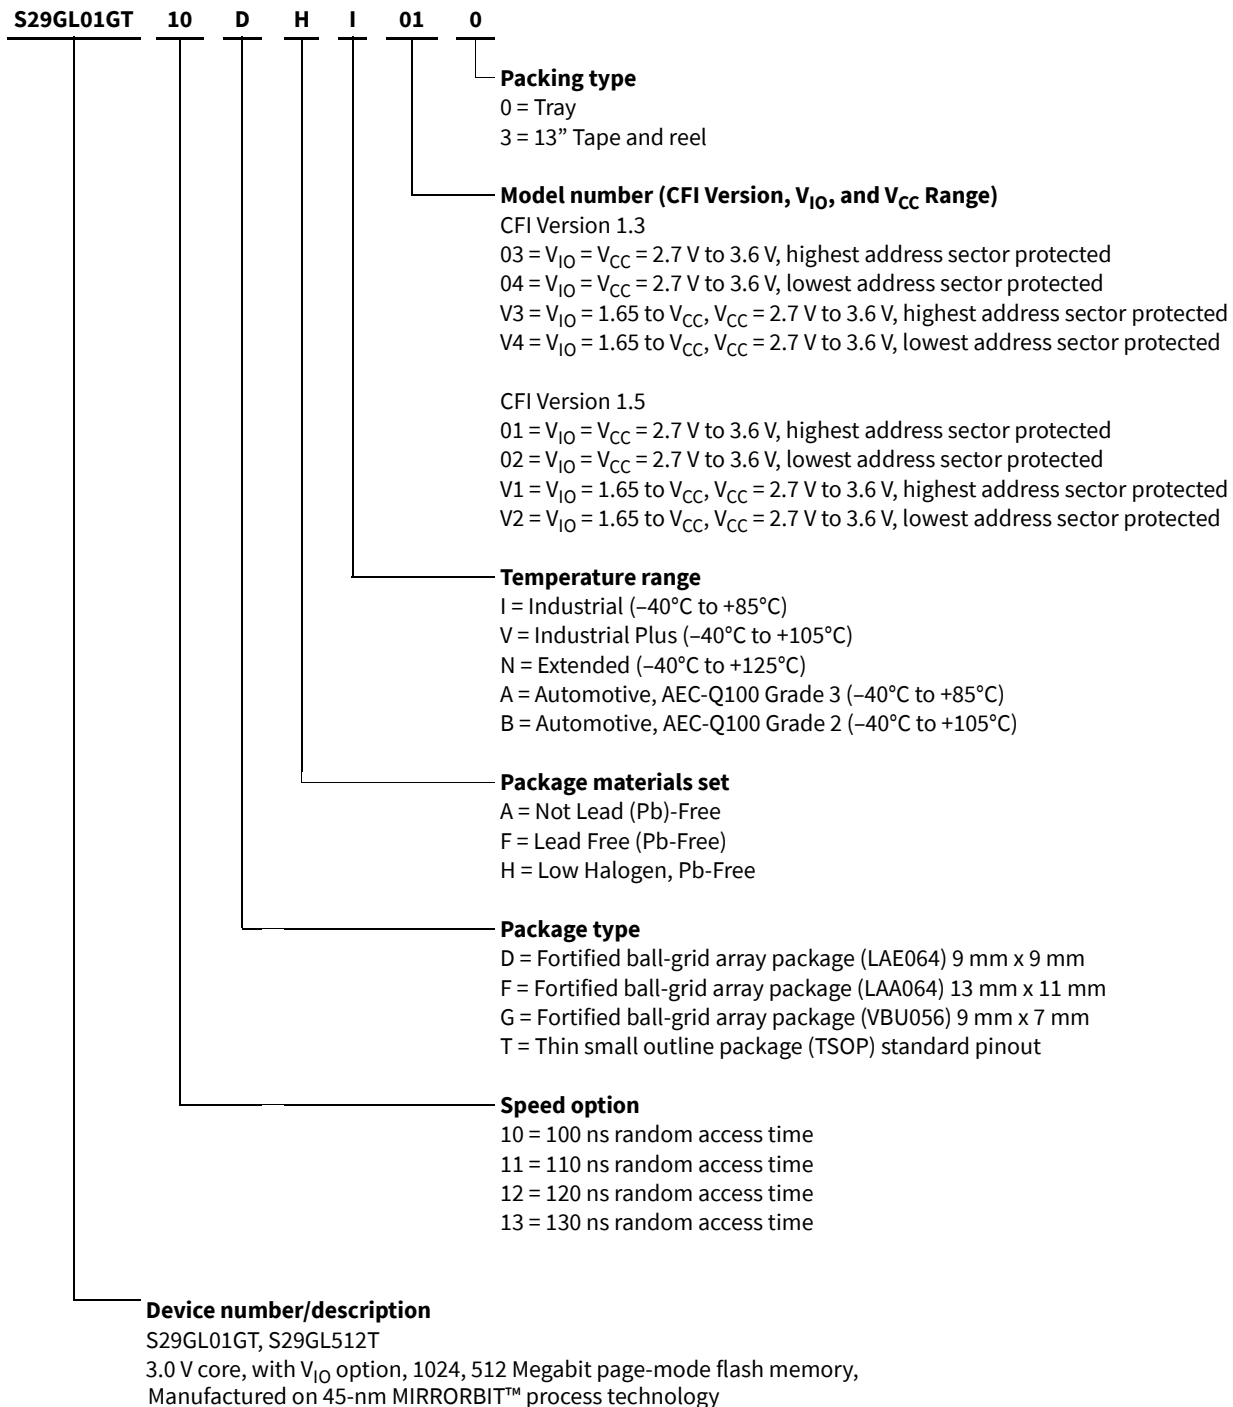 S29GL01GT 10 D H I 01 0
Packing type
0 = Tray
3 = 13” Tape and reel
Model number (CFI Version, VIO, and VCC Range)
CFI Version 1.3
03 = VIO = VCC = 2.7 V to 3.6 V, highest address sector protected
04 = VIO = VCC = 2.7 V to 3.6 V, lowest address sector protected
V3 = VIO = 1.65 to VCC, VCC = 2.7 V to 3.6 V, highest address sector protected
V4 = VIO = 1.65 to VCC, VCC = 2.7 V to 3.6 V, lowest address sector protected
CFI Version 1.5
01 = VIO = VCC = 2.7 V to 3.6 V, highest address sector protected
02 = VIO = VCC = 2.7 V to 3.6 V, lowest address sector protected
V1 = VIO = 1.65 to VCC, VCC = 2.7 V to 3.6 V, highest address sector protected
V2 = VIO = 1.65 to VCC, VCC = 2.7 V to 3.6 V, lowest address sector protected
Temperature range
I = Industrial (–40°C to +85°C)
V = Industrial Plus (–40°C to +105°C)
N = Extended (–40°C to +125°C)
A = Automotive, AEC-Q100 Grade 3 (–40°C to +85°C)
B = Automotive, AEC-Q100 Grade 2 (–40°C to +105°C)
Package materials set
A = Not Lead (Pb)-Free
F = Lead Free (Pb-Free)
H = Low Halogen, Pb-Free
Package type
D = Fortified ball-grid array package (LAE064) 9 mm x 9 mm
F = Fortified ball-grid array package (LAA064) 13 mm x 11 mm
G = Fortified ball-grid array package (VBU056) 9 mm x 7 mm
T = Thin small outline package (TSOP) standard pinout
Speed option
10 = 100 ns random access time
11 = 110 ns random access time
12 = 120 ns random access time
13 = 130 ns random access time
Device number/description
S29GL01GT, S29GL512T
3.0 V core, with VIO option, 1024, 512 Megabit page-mode flash memory,
Manufactured on 45-nm MIRRORBIT™ process technology